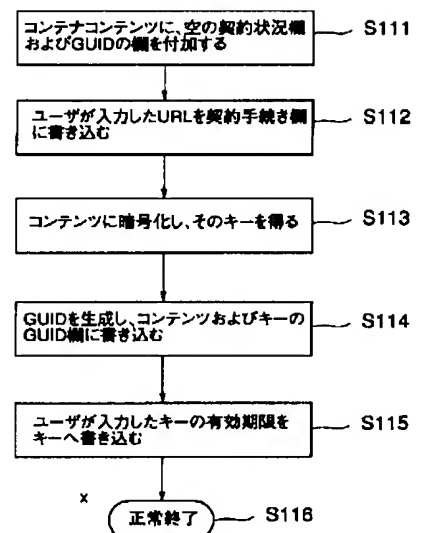 コンテナコンテンツに、空の契約状況欄
およびGUIDの欄を付加する
S111
ユーザが入力したURLを契約手続き欄
に書き込む
S112
コンテンツに暗号化し、そのキーを得る
S113
GUIDを生成し、コンテンツおよびキーの
GUID欄に書き込む
S114
ユーザが入力したキーの有効期限を
キーへ書き込む
S115
x
正常終了
S116